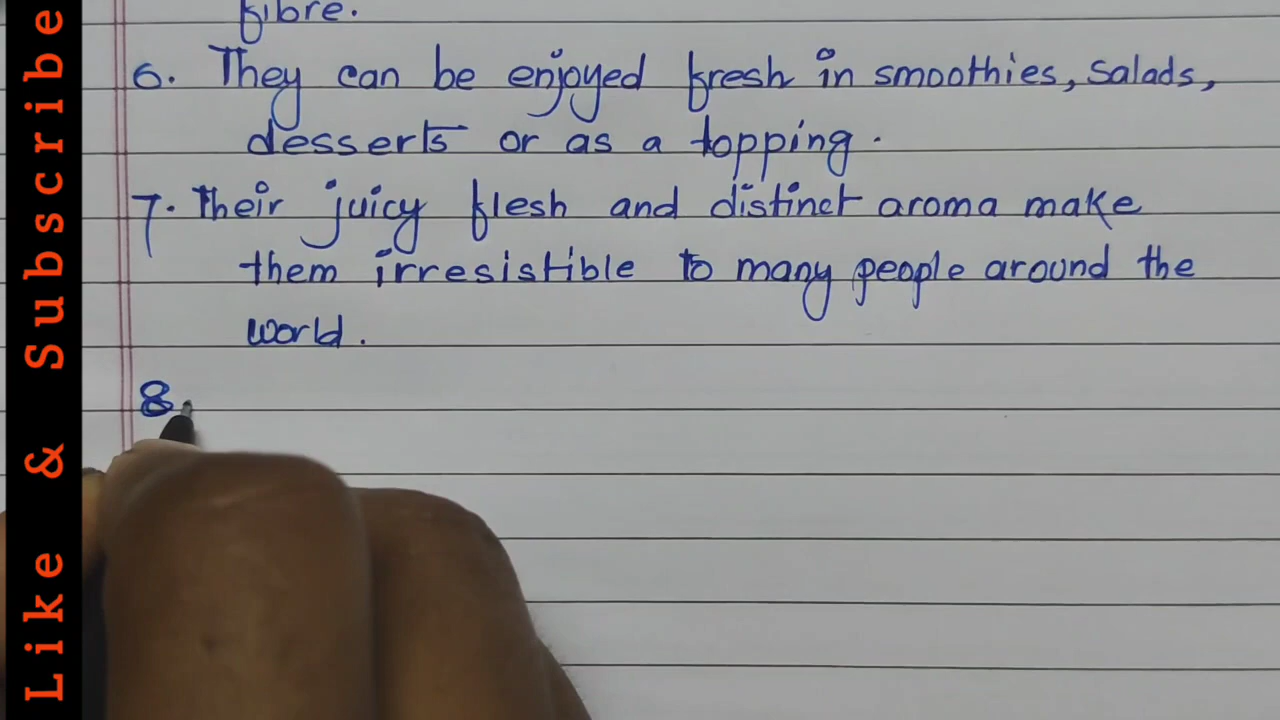 fibre.
6. They can be enjoyed fresh in smoothies, salads,
desserts or as a topping.
7. Their juicy flesh and distinct aroma make
them irresistible to many people around the
world.
8.
Like & Subscribe